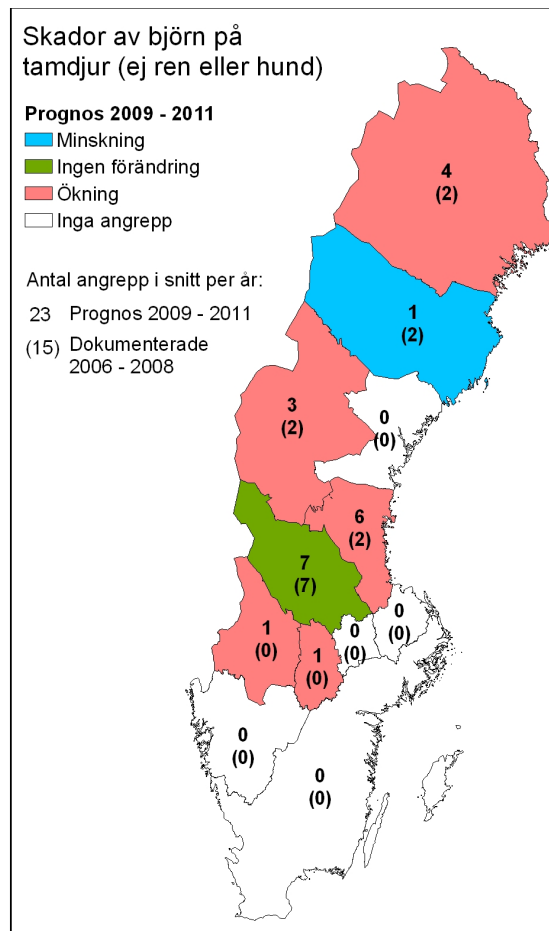 Skador av björn på
tamdjur (ej ren eller hund)
Prognos 2009 - 2011
Minskning
Ingen förändring
Ökning
Inga angrepp
Antal angrepp i snitt per år:
23 Prognos 2009 - 2011
(15) Dokumenterade
2006 - 2008
4
(2)
1
(2)
3
(2)
0
(0)
6
(2)
7
(7)
0
(0)
0
(0)
1
(0)
1
(0)
0
(0)
0
(0)